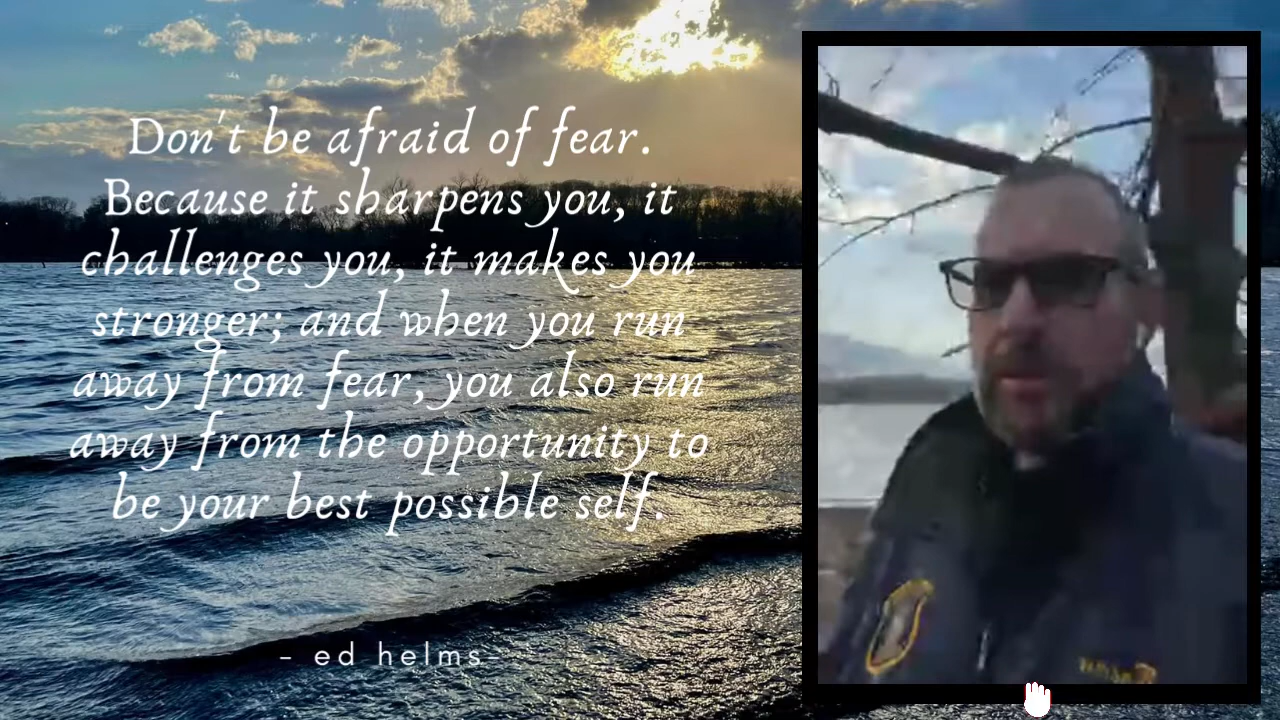 Don't be afraid of fear.
Because it sharpens you, it
challenges you, it makes you
stronger; and when you run
away from fear, you also run
away from the opportunity to
be your best possible self.
- ed helms-